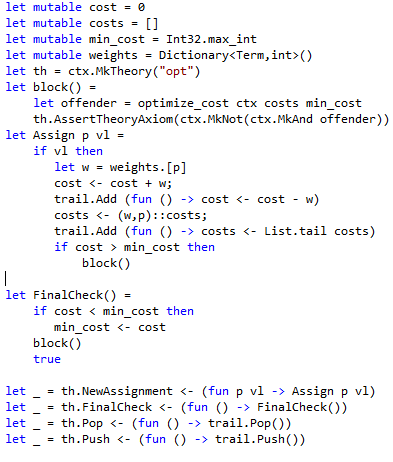 let mutable cost = 0
let mutable costs = []
let mutable min_cost = Int32.max_int
let mutable weights = Dictionary<Term,int>()
let th = ctx.MkTheory("opt")
let block() =
    let offender = optimize_cost ctx costs min_cost
    th.AssertTheoryAxiom(ctx.MkNot(ctx.MkAnd offender))
let Assign p vl =
    if vl then
       let w = weights.[p]
       cost <- cost + w;
       trail.Add (fun () -> cost <- cost - w)
       costs <- (w,p)::costs;
       trail.Add (fun () -> costs <- List.tail costs)
       if cost > min_cost then
           block()
let FinalCheck() =
    if cost < min_cost then
       min_cost <- cost
    block()
    true
let _ = th.NewAssignment <- (fun p vl -> Assign p vl)
let _ = th.FinalCheck <- (fun () -> FinalCheck())
let _ = th.Pop <- (fun () -> trail.Pop())
let _ = th.Push <- (fun () -> trail.Push())